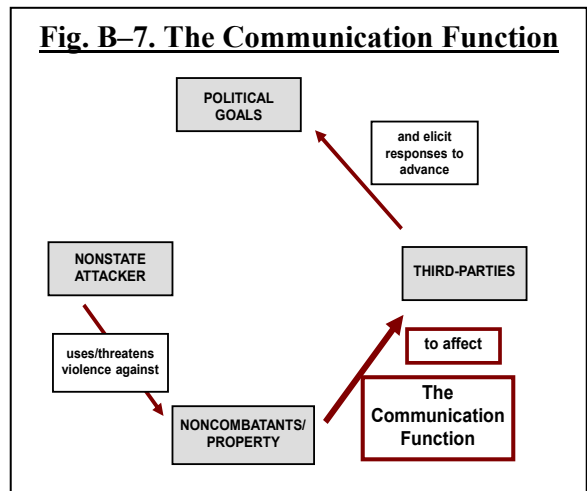 Fig. B–7. The Communication Function
POLITICAL
GOALS
and elicit
responses to
advance
NONSTATE
ATTACKER
THIRD-PARTIES
uses/threatens
violence against
to affect
The
Communication
Function
NONCOMBATANTS/
PROPERTY